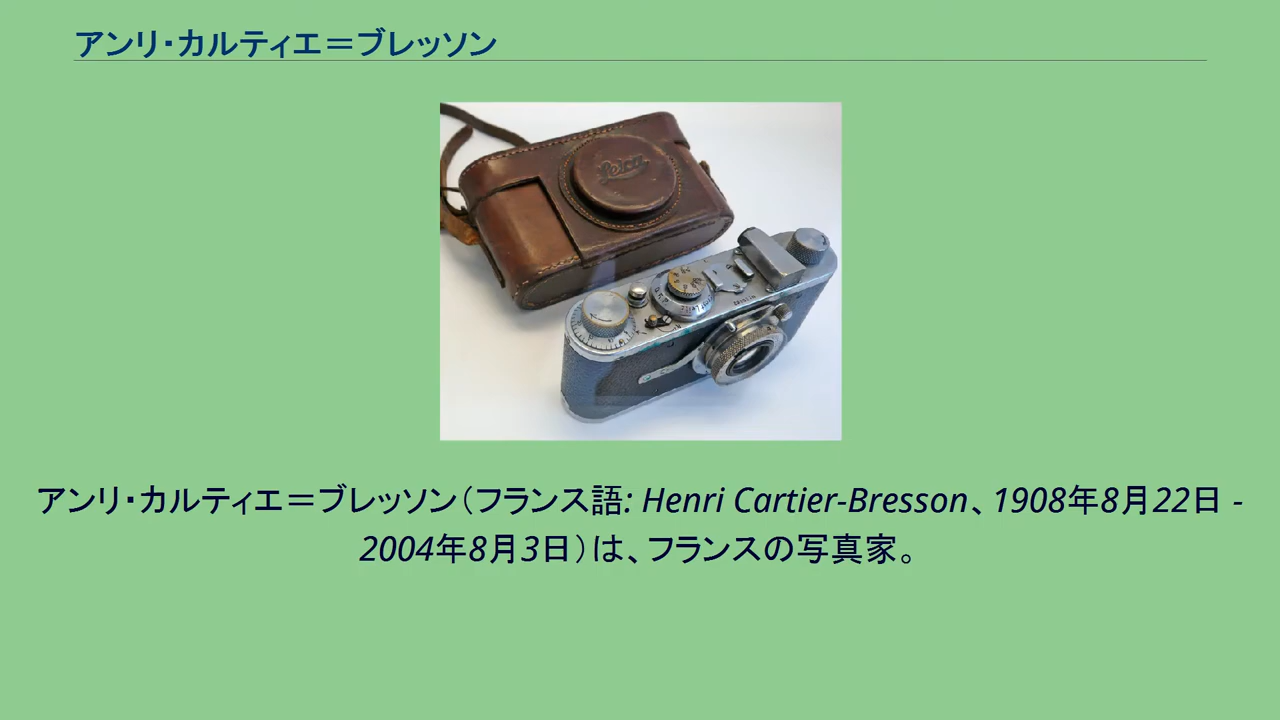 アンリ・カルティエ＝ブレッソン
Leica
アンリ・カルティエ＝ブレッソン（フランス語: Henri Cartier-Bresson、1908年8月22日 -
2004年8月3日）は、フランスの写真家。